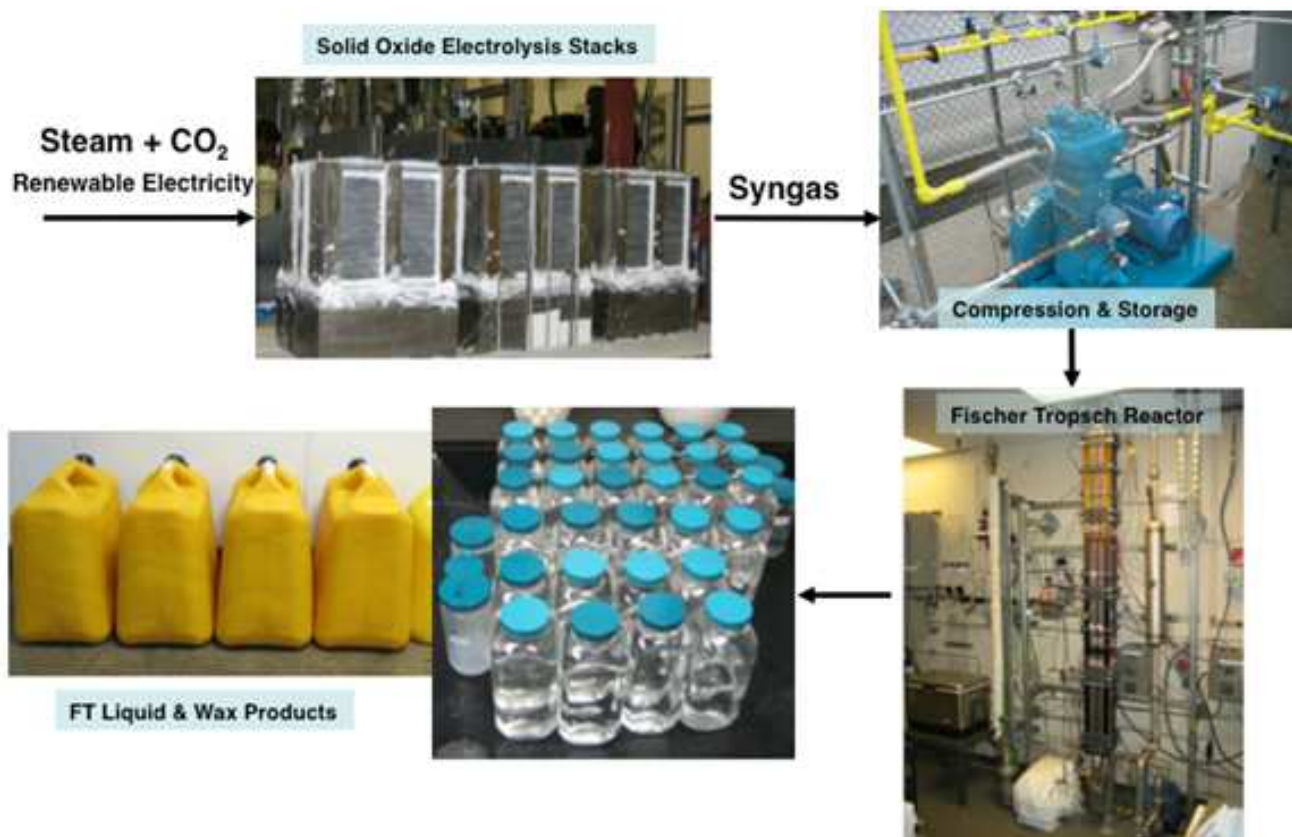 Solid Oxide Electrolysis Stacks
Steam + CO₂
Renewable Electricity
Syngas
Compression & Storage
Fischer Tropsch Reactor
FT Liquid & Wax Products